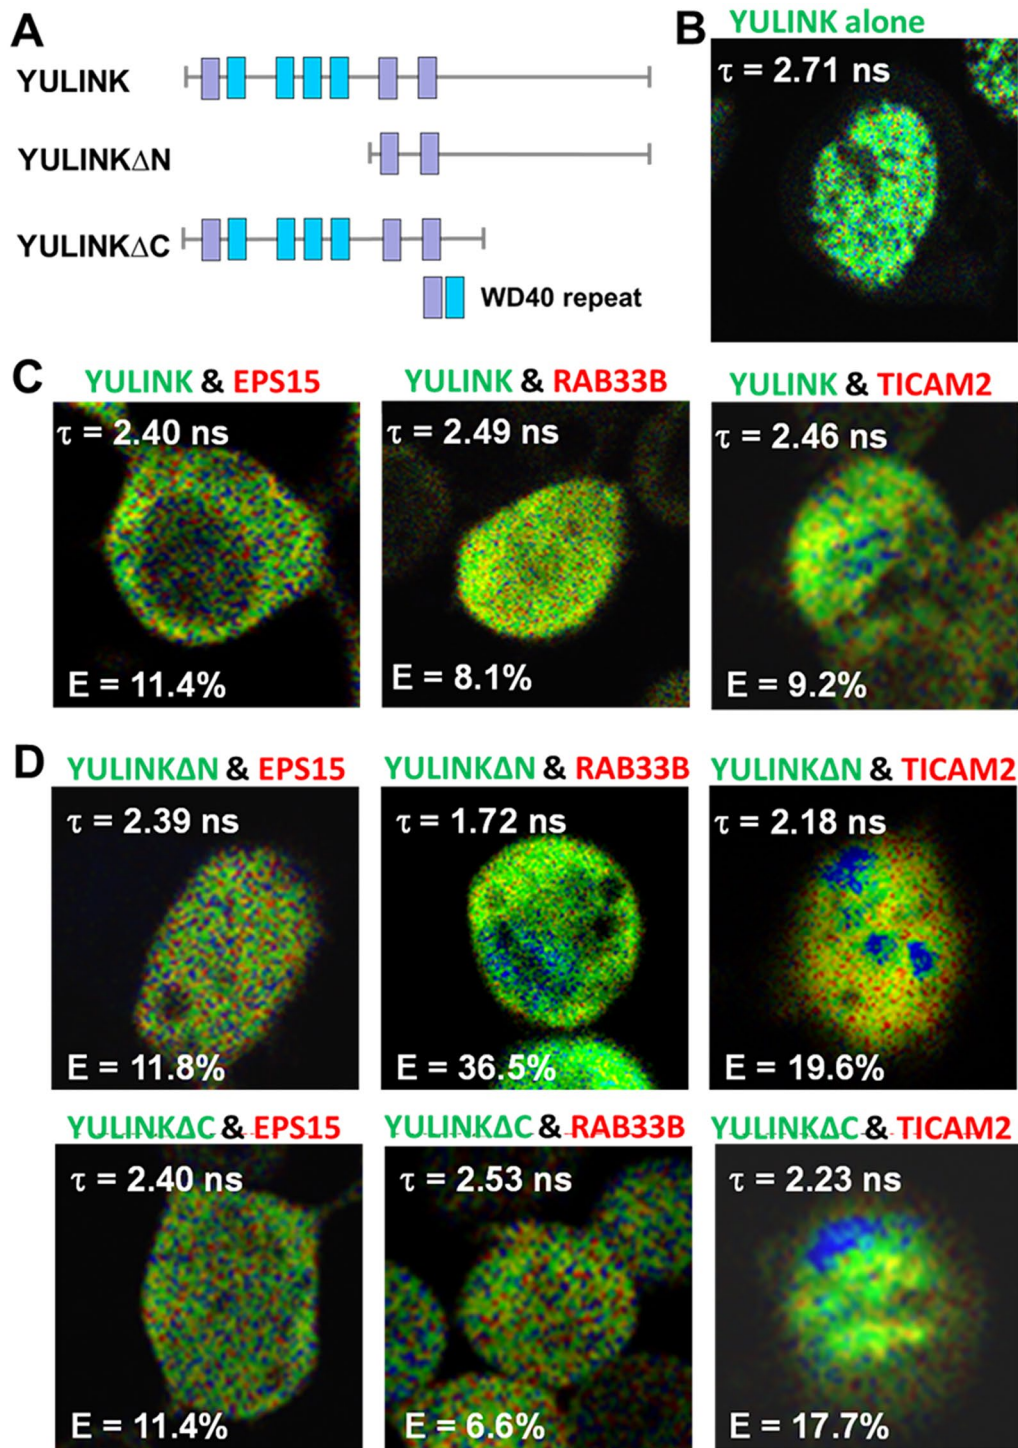 A
YULINK
YULINKΔN
YULINKΔC
WD40 repeat
B
YULINK alone
τ = 2.71 ns
C
YULINK & EPS15
YULINK & RAB33B
YULINK & TICAM2
τ = 2.40 ns
τ = 2.49 ns
τ = 2.46 ns
E = 11.4%
E = 8.1%
E = 9.2%
D
YULINKΔN & EPS15
YULINKΔN & RAB33B
YULINKΔN & TICAM2
τ = 2.39 ns
τ = 1.72 ns
τ = 2.18 ns
E = 11.8%
E = 36.5%
E = 19.6%
YULINKΔC & EPS15
YULINKΔC & RAB33B
YULINKΔC & TICAM2
τ = 2.40 ns
τ = 2.53 ns
τ = 2.23 ns
E = 11.4%
E = 6.6%
E = 17.7%